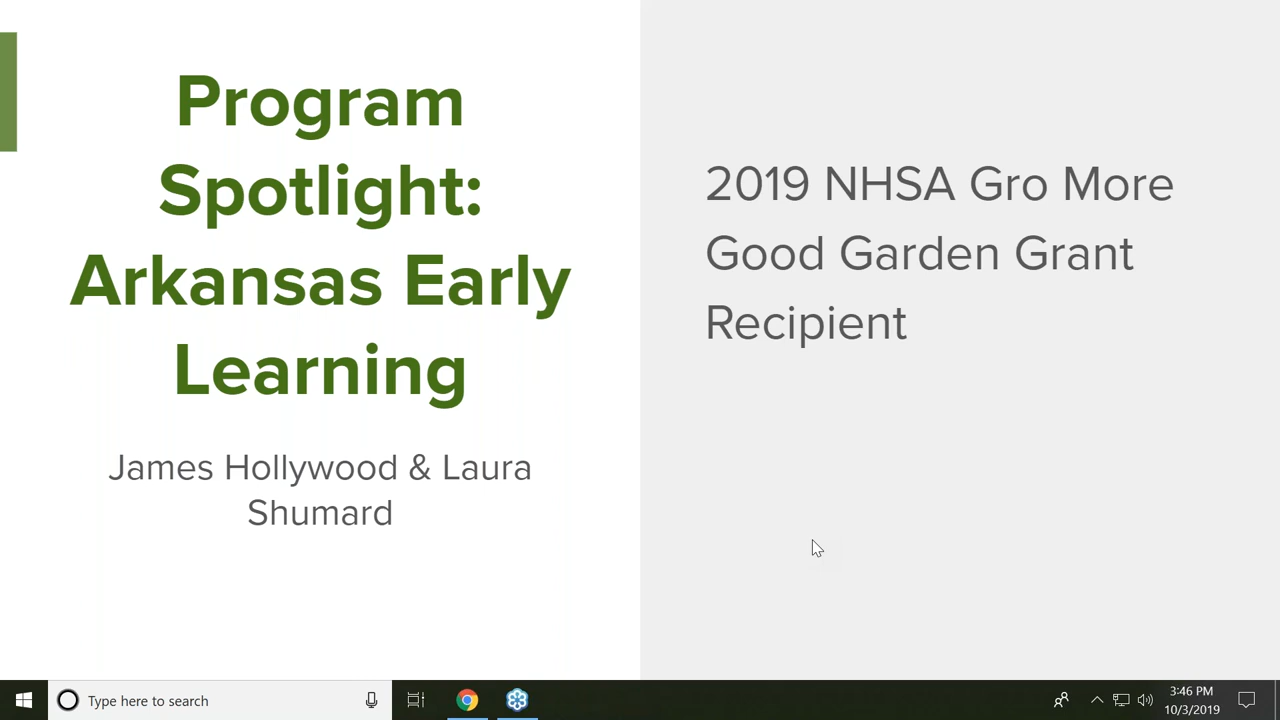 Program
Spotlight:
Arkansas Early
Learning
James Hollywood & Laura
Shumard
2019 NHSA Gro More
Good Garden Grant
Recipient
Type here to search
3:46 PM
10/3/2019